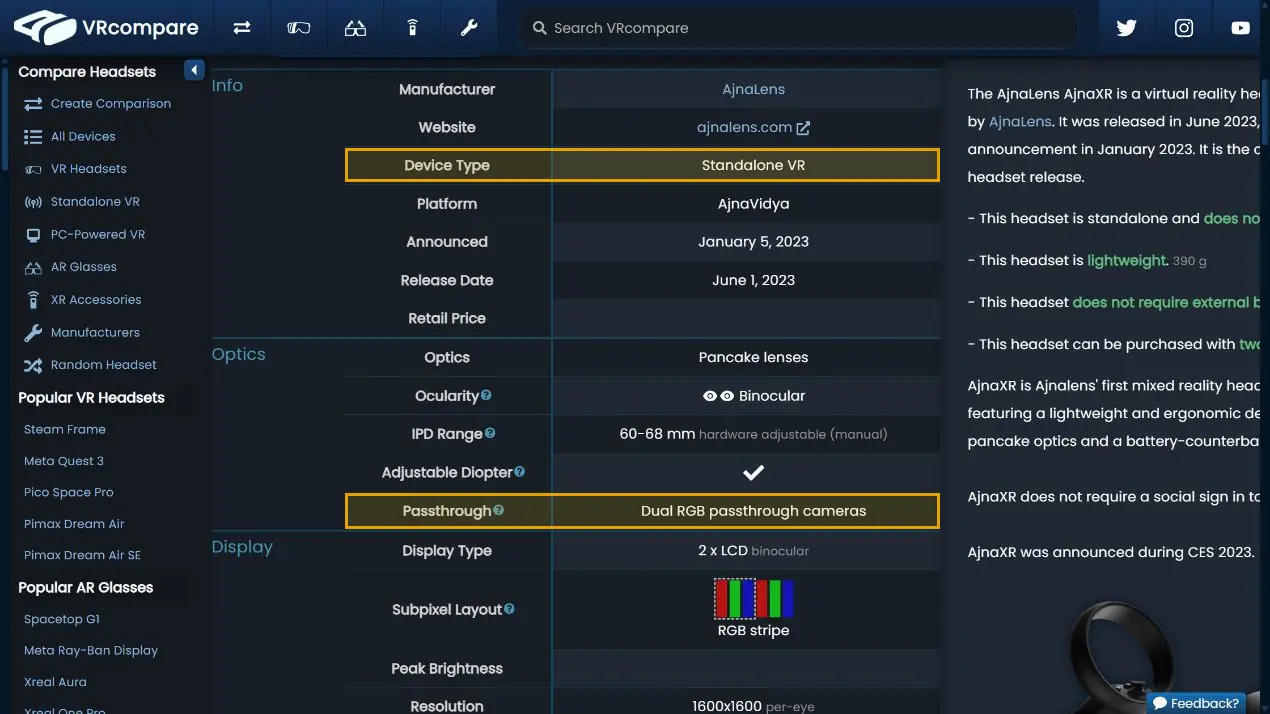 VRcompare
Search VRcompare
Compare Headsets
Create Comparison
All Devices
VR Headsets
Standalone VR
PC-Powered VR
AR Glasses
XR Accessories
Manufacturers
Random Headset
Popular VR Headsets
Steam Frame
Meta Quest 3
Pico Space Pro
Pimax Dream Air
Pimax Dream Air SE
Popular AR Glasses
Spacetop G1
Meta Ray-Ban Display
Xreal Aura
Xreal One Pro
Info
Manufacturer AjnaLens
Website ajnalens.com
Device Type Standalone VR
Platform AjnaVidya
Announced January 5, 2023
Release Date June 1, 2023
Retail Price
Optics
Optics Pancake lenses
Ocularity Binocular
IPD Range 60-68 mm hardware adjustable (manual)
Adjustable Diopter
Passthrough Dual RGB passthrough cameras
Display
Display Type 2 x LCD binocular
Subpixel Layout
RGB stripe
Peak Brightness
Resolution 1600x1600 per-eye
The AjnaLens AjnaXR is a virtual reality
by AjnaLens. It was released in June 2023,
announcement in January 2023. It is the
headset release.
- This headset is standalone and does
- This headset is lightweight. 390 g
- This headset does not require external
- This headset can be purchased with
AjnaXR is Ajnalens' first mixed reality
featuring a lightweight and ergonomic
pancake optics and a
AjnaXR does not require a social sign in
AjnaXR was announced during CES 2023.
Feedback?